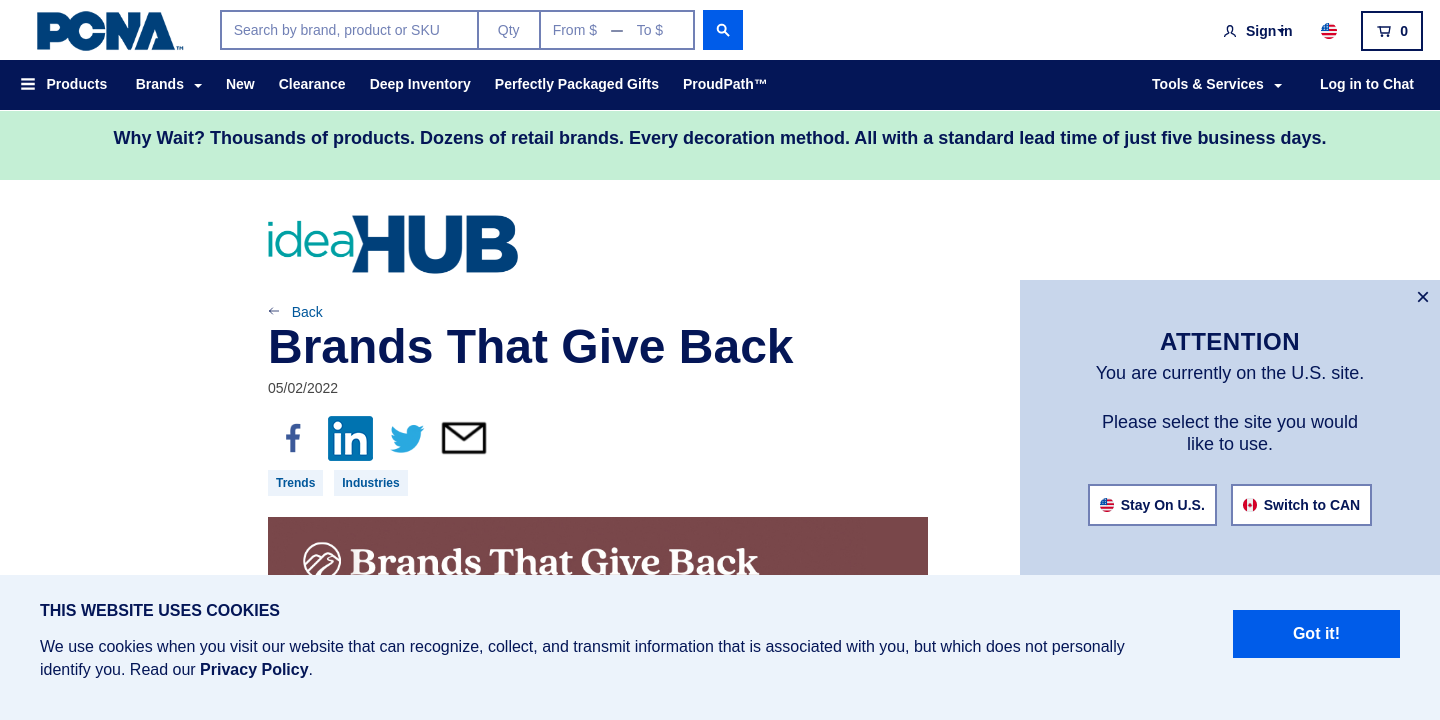 PCNA™
Search by brand, product or SKU
Qty
From $ — To $
Sign in
0
Products
Brands
New
Clearance
Deep Inventory
Perfectly Packaged Gifts
ProudPath™
Tools & Services
Log in to Chat
Why Wait? Thousands of products. Dozens of retail brands. Every decoration method. All with a standard lead time of just five business days.
ideaHUB
Back
Brands That Give Back
05/02/2022
Trends
Industries
Brands That Give Back
×
ATTENTION
You are currently on the U.S. site.
Please select the site you would
like to use.
Stay On U.S.
Switch to CAN
THIS WEBSITE USES COOKIES
We use cookies when you visit our website that can recognize, collect, and transmit information that is associated with you, but which does not personally
identify you. Read our Privacy Policy.
Got it!